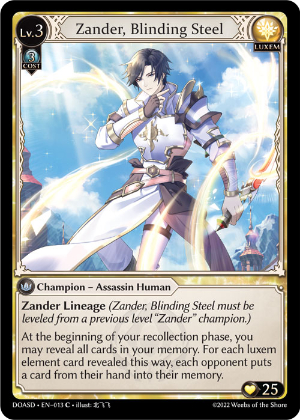 Lv.3
Zander, Blinding Steel
LUXEM
3
COST
Champion – Assassin Human
Zander Lineage (Zander, Blinding Steel must be
leveled from a previous level “Zander” champion.)
At the beginning of your recollection phase, you
may reveal all cards in your memory. For each luxem
element card revealed this way, each opponent puts
a card from their hand into their memory.
25
DOASD - EN-013 C • illust:
©2022 Weebs of the Shore